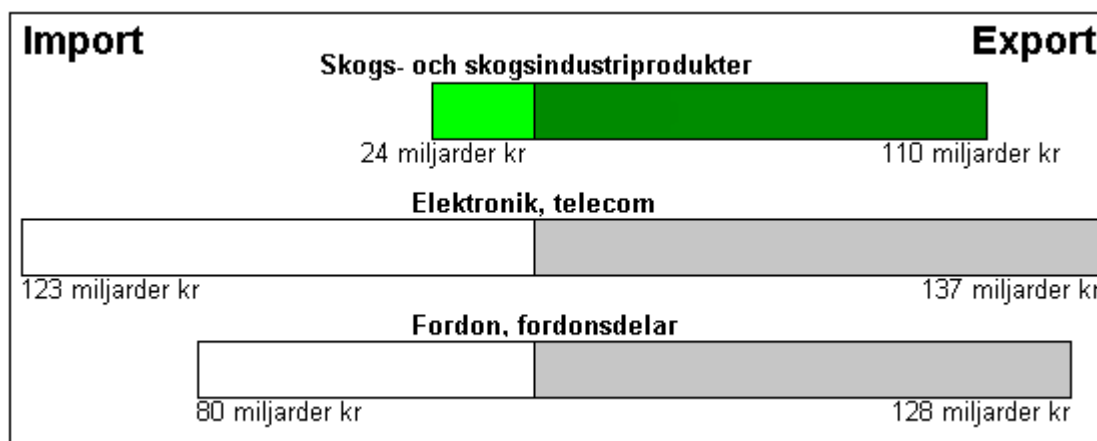 Import
Export
Skogs- och skogsindustriprodukter
24 miljarder kr
110 miljarder kr
Elektronik, telecom
123 miljarder kr
137 miljarder kr
Fordon, fordonsdelar
80 miljarder kr
128 miljarder kr